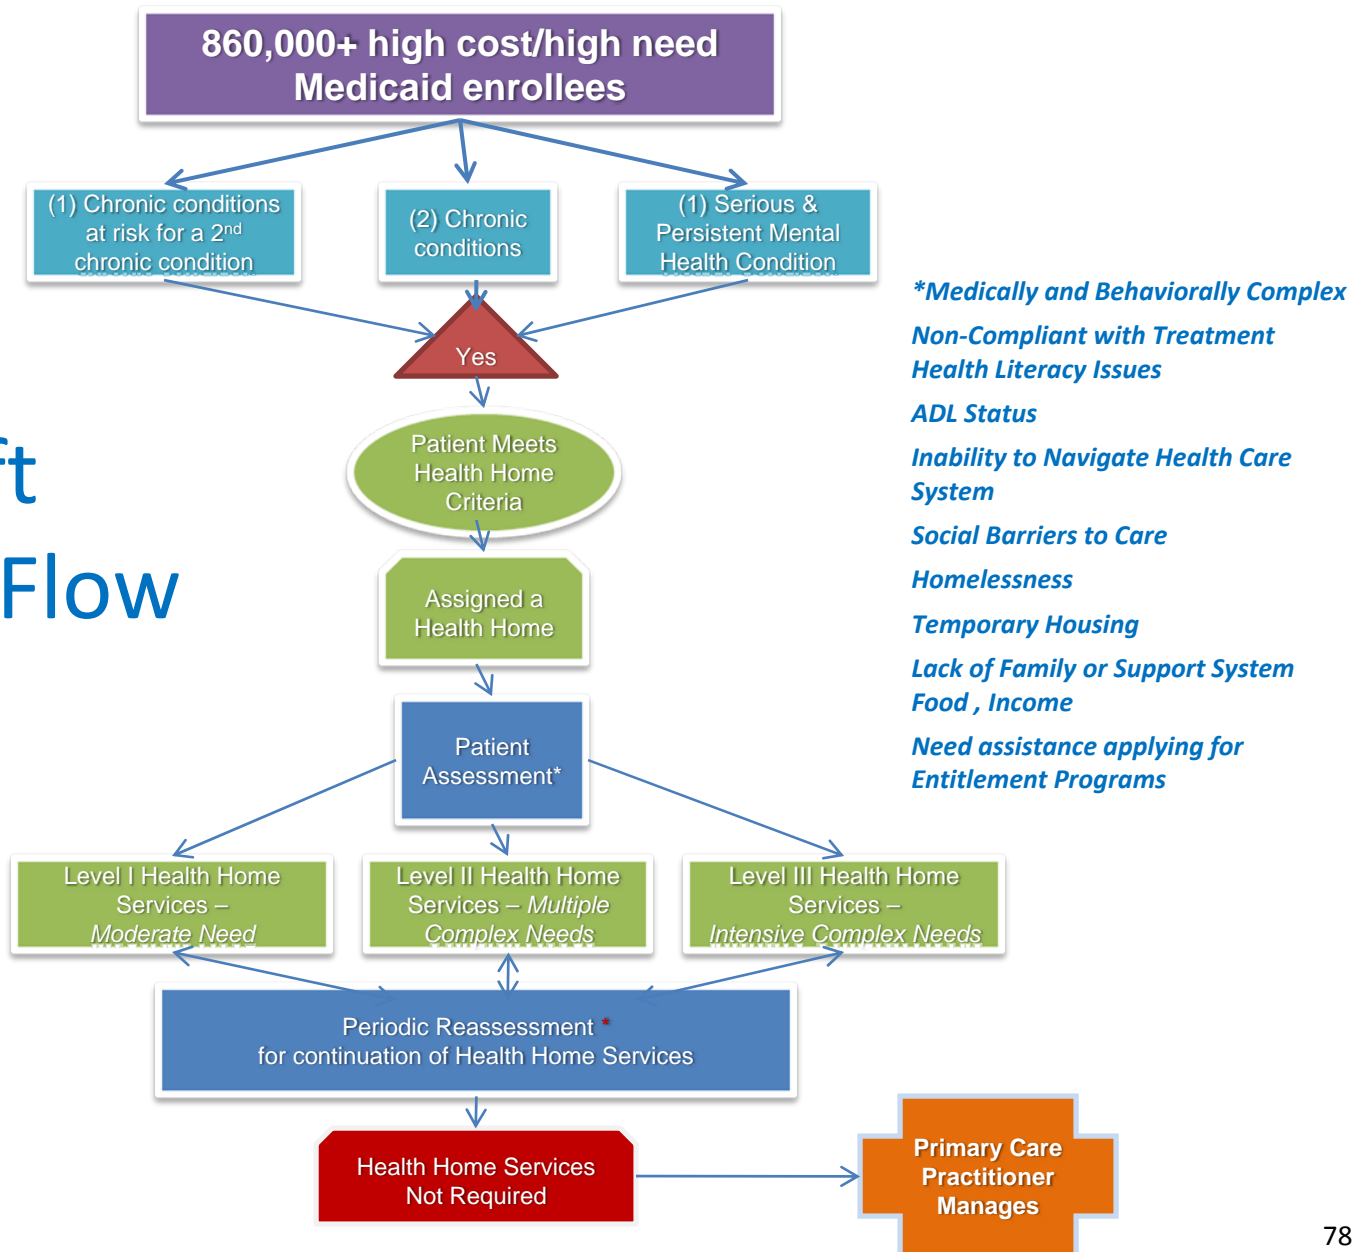 860,000+ high cost/high need
Medicaid enrollees
(1) Chronic conditions
at risk for a 2nd
chronic condition
(2) Chronic
conditions
(1) Serious &
Persistent Mental
Health Condition
Yes
Patient Meets
Health Home
Criteria
Flow
Assigned a
Health Home
Patient
Assessment*
*Medically and Behaviorally Complex
Non-Compliant with Treatment
Health Literacy Issues
ADL Status
Inability to Navigate Health Care
System
Social Barriers to Care
Homelessness
Temporary Housing
Lack of Family or Support System
Food , Income
Need assistance applying for
Entitlement Programs
Level I Health Home
Services –
Moderate Need
Level II Health Home
Services – Multiple
Complex Needs
Level III Health Home
Services –
Intensive Complex Needs
Periodic Reassessment *
for continuation of Health Home Services
Health Home Services
Not Required
Primary Care
Practitioner
Manages
78